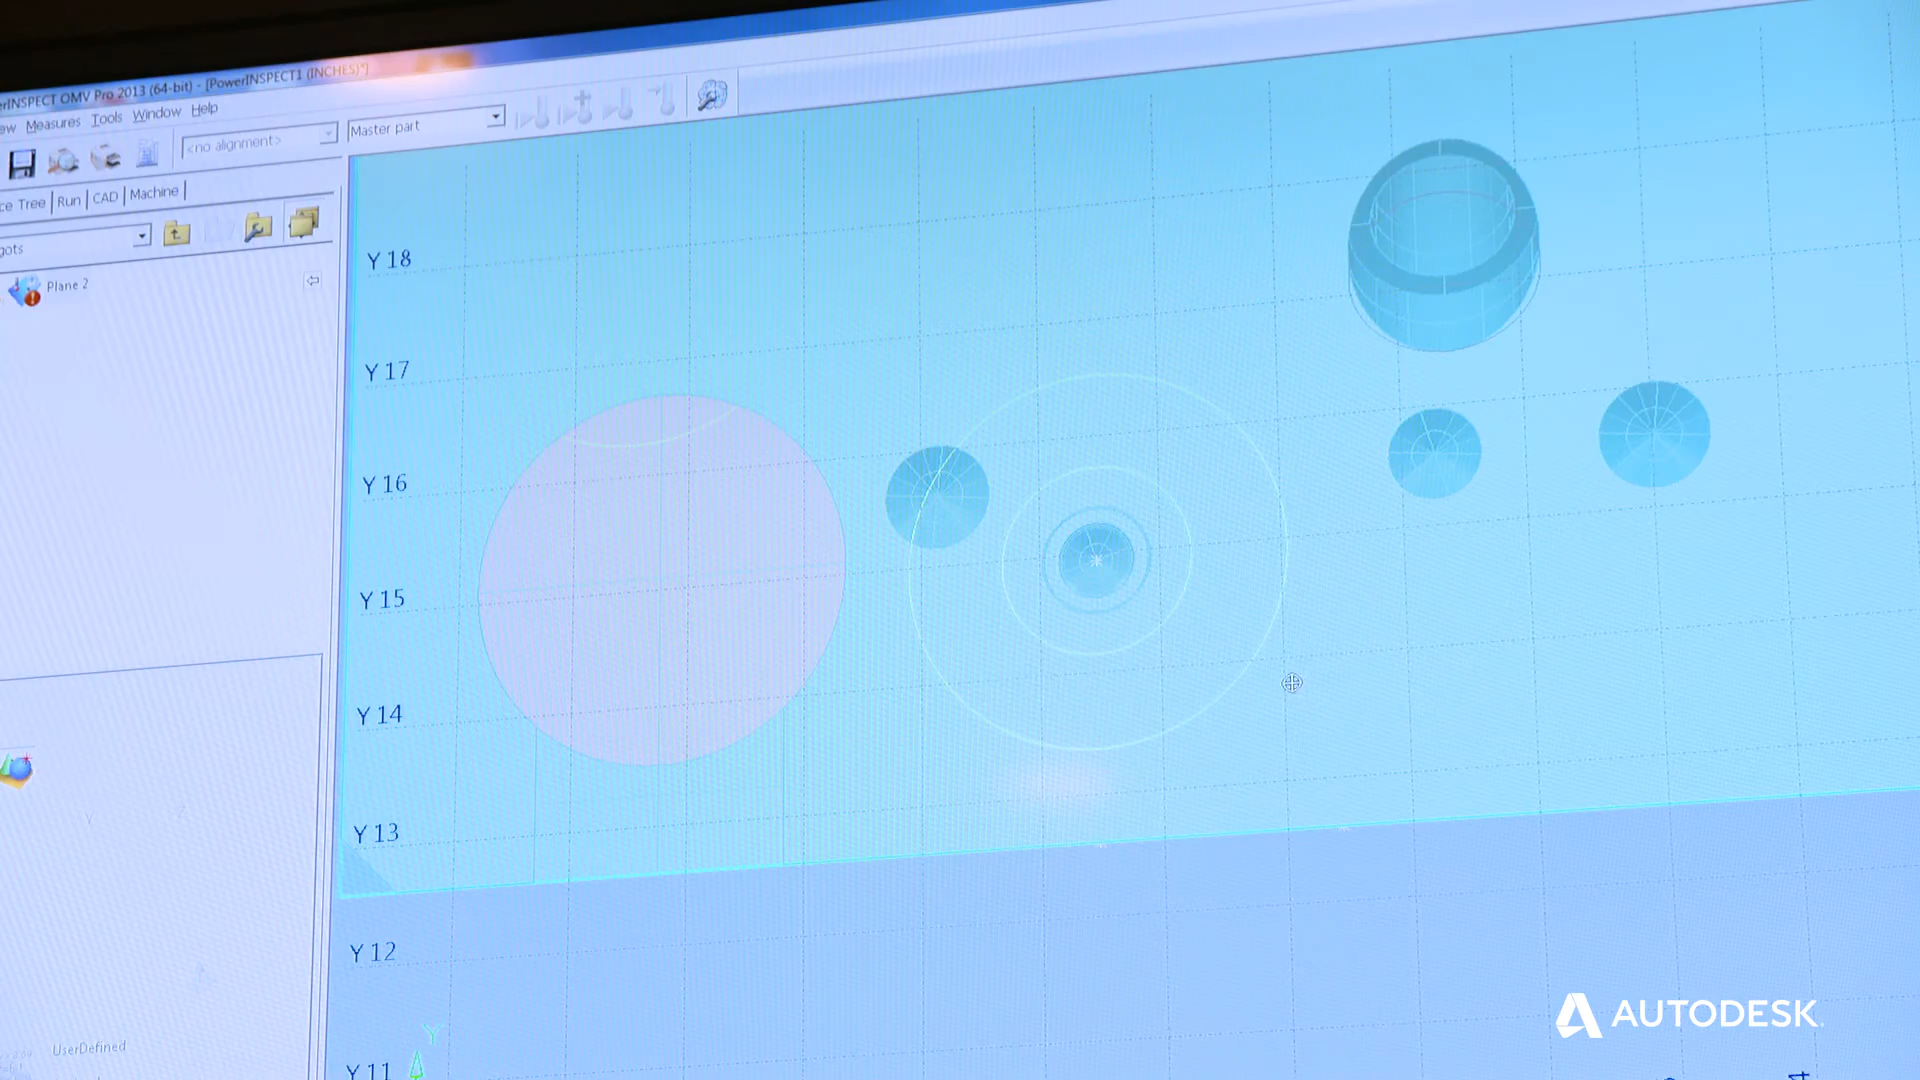 rINSPECT OMV Pro 2013 (64-bit) - [PowerINSPECT1 (INCHES)*]
ew Measures Tools Window Help
<no alignment> Master part
ce Tree Run CAD Machine
gots
Plane 2
Y 18
Y 17
Y 16
Y 15
Y 14
Y 13
Y 12
Y 11
Y
UserDefined
AUTODESK